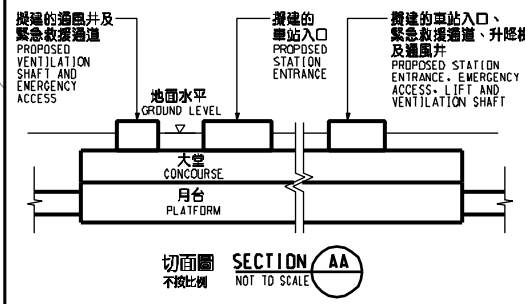 擬建的通風井及
緊急救援通道
PROPOSED
VENTILATION
SHAFT AND
EMERGENCY
ACCESS
擬建的
車站入口
PROPOSED
STATION
ENTRANCE
擬建的車站入口、
緊急救援通道、升降機
及通風井
PROPOSED STATION
ENTRANCE, EMERGENCY
ACCESS, LIFT AND
VENTILATION SHAFT
地面水平
GROUND LEVEL
大堂
CONCOURSE
月台
PLATFORM
切面圖 SECTION AA
不按比例 NOT TO SCALE